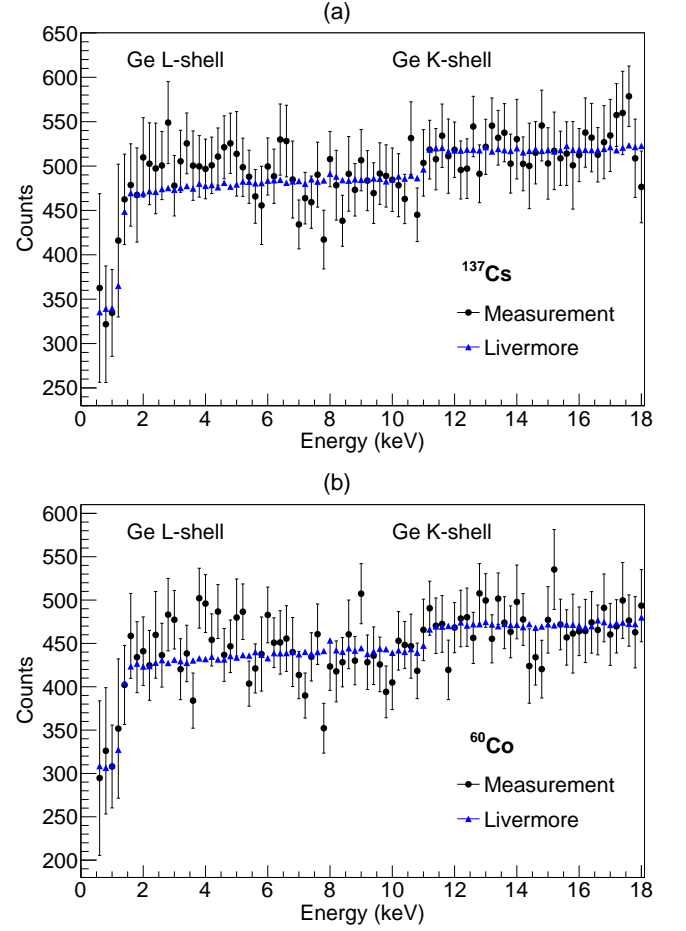 (a)
650
600
550
500
450
400
350
300
250
Counts
Ge L-shell
Ge K-shell
¹³⁷Cs
Measurement
Livermore
0 2 4 6 8 10 12 14 16 18
Energy (keV)
(b)
600
550
500
450
400
350
300
250
200
Counts
Ge L-shell
Ge K-shell
⁶⁰Co
Measurement
Livermore
0 2 4 6 8 10 12 14 16 18
Energy (keV)